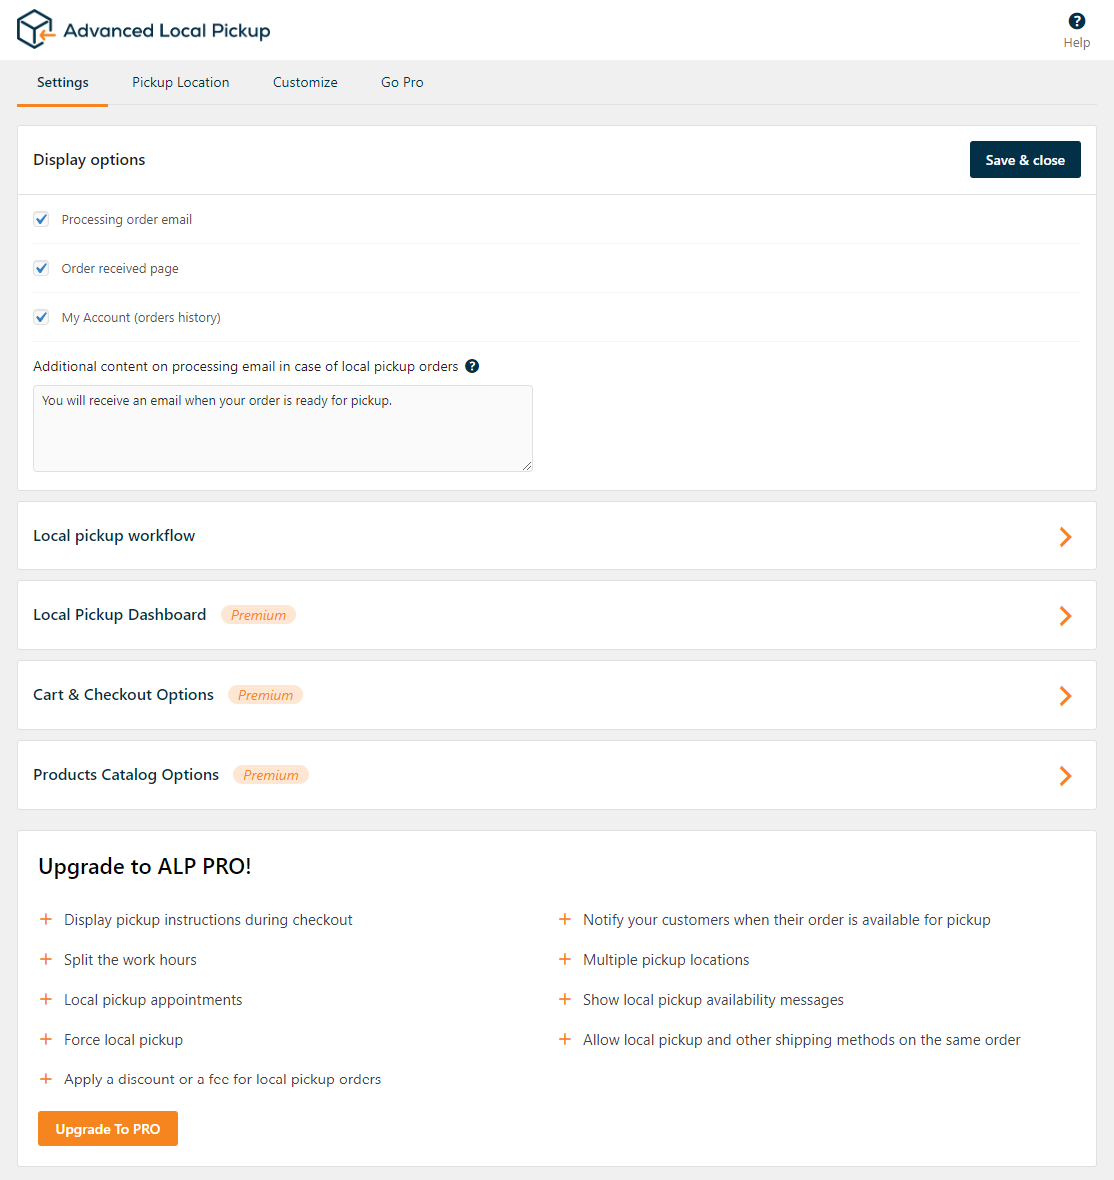 Advanced Local Pickup
Help
Settings
Pickup Location
Customize
Go Pro
Display options
Save & close
Processing order email
Order received page
My Account (orders history)
Additional content on processing email in case of local pickup orders
You will receive an email when your order is ready for pickup.
Local pickup workflow
Local Pickup Dashboard Premium
Cart & Checkout Options Premium
Products Catalog Options Premium
Upgrade to ALP PRO!
Display pickup instructions during checkout
Notify your customers when their order is available for pickup
Split the work hours
Multiple pickup locations
Local pickup appointments
Show local pickup availability messages
Force local pickup
Allow local pickup and other shipping methods on the same order
Apply a discount or a fee for local pickup orders
Upgrade To PRO